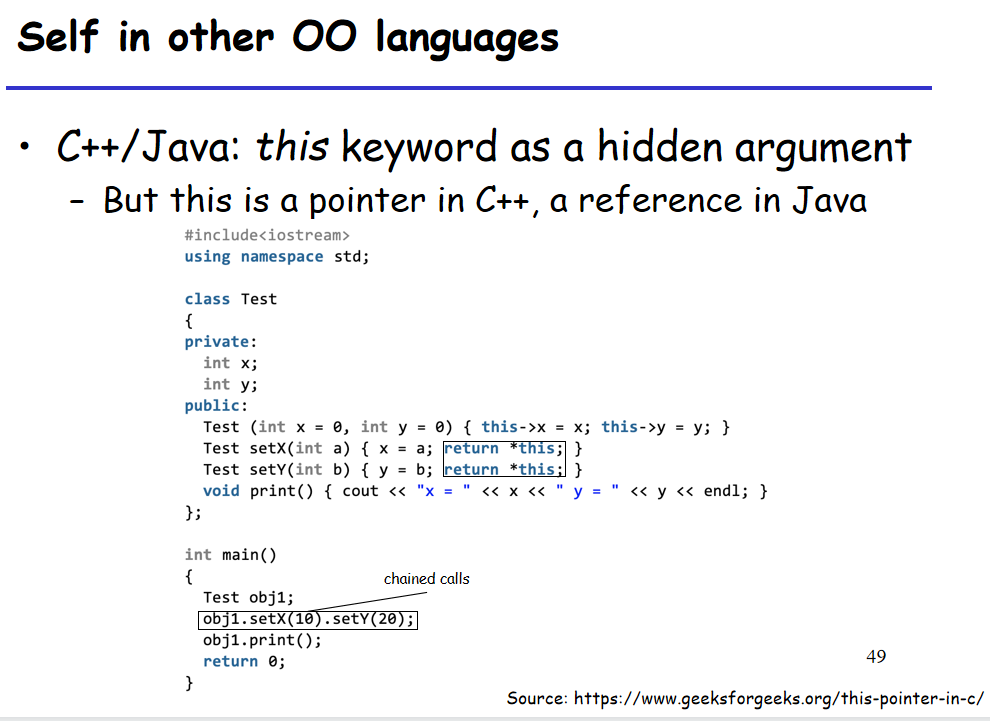 Self in other OO languages
• C++/Java: this keyword as a hidden argument
– But this is a pointer in C++, a reference in Java
#include<iostream>
using namespace std;
class Test
{
private:
  int x;
  int y;
public:
  Test (int x = 0, int y = 0) { this->x = x; this->y = y; }
  Test setX(int a) { x = a; return *this; }
  Test setY(int b) { y = b; return *this; }
  void print() { cout << "x = " << x << " y = " << y << endl; }
};
int main()
{
chained calls
  Test obj1;
  obj1.setX(10).setY(20);
  obj1.print();
  return 0;
}
49
Source: https://www.geeksforgeeks.org/this-pointer-in-c/